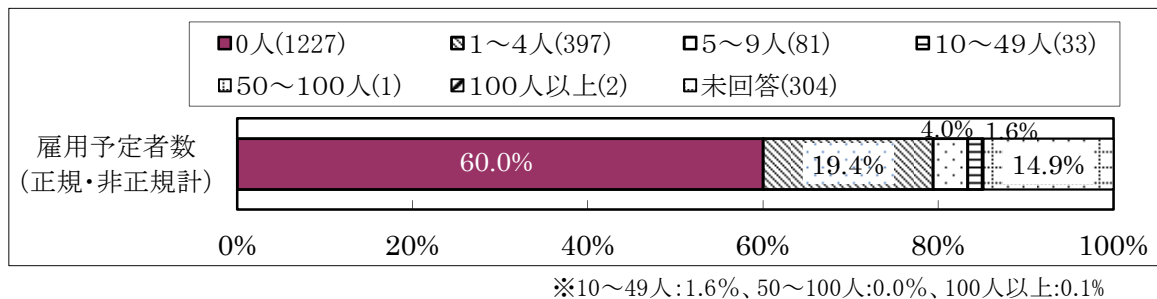 0人(1227) 1～4人(397) 5～9人(81) 10～49人(33)
50～100人(1) 100人以上(2) 未回答(304)
4.0% 1.6%
雇用予定者数
(正規・非正規計)
60.0% 19.4% 14.9%
0% 20% 40% 60% 80% 100%
※10～49人:1.6%、50～100人:0.0%、100人以上:0.1%